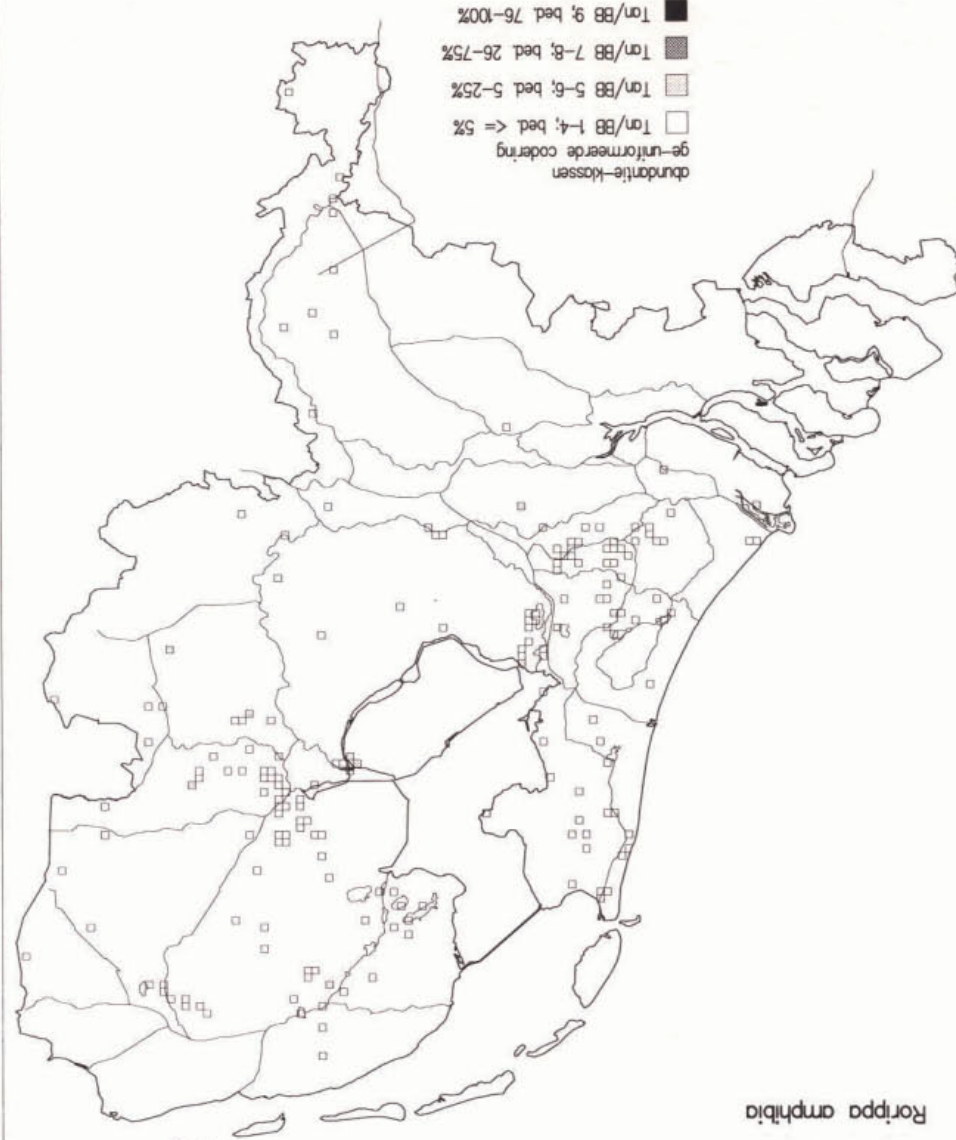 Rorippa amphibia
abundantie-klassen
ge-uniformeerde codering
Tan/BB 1-4; bed. <= 5%
Tan/BB 5-6; bed. 5-25%
Tan/BB 7-8; bed. 26-75%
Tan/BB 9; bed. 76-100%